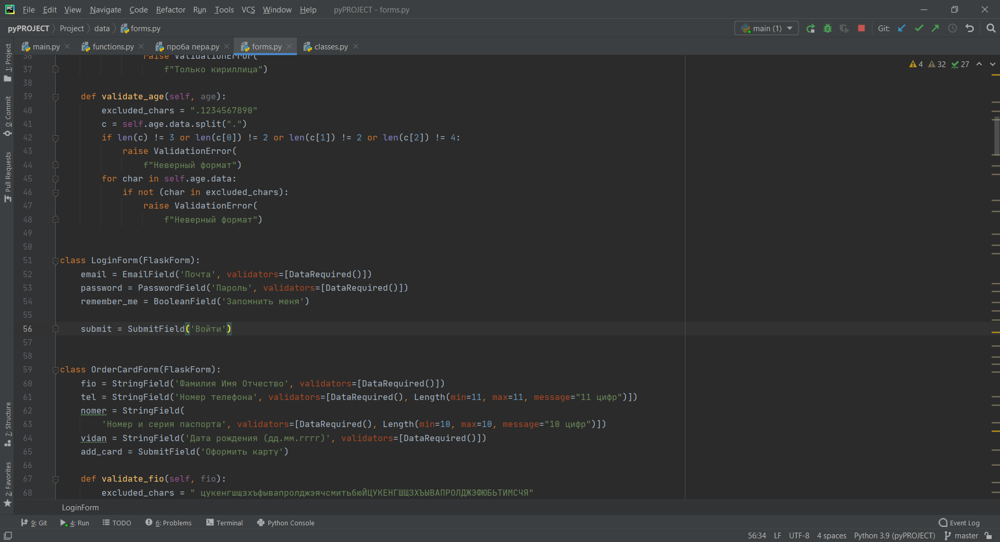 File Edit View Navigate Code Refactor Run Tools VCS Window Help pyPROJECT - forms.py
pyPROJECT Project data forms.py main (1) Git:
main.py functions.py проба пера.py forms.py classes.py
4 32 27
36 raise ValidationError(
37 f"Только кириллица")
38
39 def validate_age(self, age):
40 excluded_chars = ".1234567890"
41 c = self.age.data.split(".")
42 if len(c) != 3 or len(c[0]) != 2 or len(c[1]) != 2 or len(c[2]) != 4:
43 raise ValidationError(
44 f"Неверный формат")
45 for char in self.age.data:
46 if not (char in excluded_chars):
47 raise ValidationError(
48 f"Неверный формат")
49
50
51 class LoginForm(FlaskForm):
52 email = EmailField('Почта', validators=[DataRequired()])
53 password = PasswordField('Пароль', validators=[DataRequired()])
54 remember_me = BooleanField('Запомнить меня')
55
56 submit = SubmitField('Войти')
57
58
59 class OrderCardForm(FlaskForm):
60 fio = StringField('Фамилия Имя Отчество', validators=[DataRequired()])
61 tel = StringField('Номер телефона', validators=[DataRequired(), Length(min=11, max=11, message="11 цифр")])
62 nomer = StringField(
63 'Номер и серия паспорта', validators=[DataRequired(), Length(min=10, max=10, message="10 цифр")])
64 vidan = StringField('Дата рождения (дд.мм.гггг)', validators=[DataRequired()])
65 add_card = SubmitField('Оформить карту')
66
67 def validate_fio(self, fio):
68 excluded_chars = " цукенгшщзхъфывапролджэячсмитьбюЙЦУКЕНГШЩЗХЪЫВАПРОЛДЖЭФЮБЬТИМСЧЯ"
1: Project
0: Commit
Pull Requests
7: Structure
2: Favorites
LoginForm
9: Git 4: Run TODO 6: Problems Terminal Python Console Event Log
56:34 LF UTF-8 4 spaces Python 3.9 (pyPROJECT) master